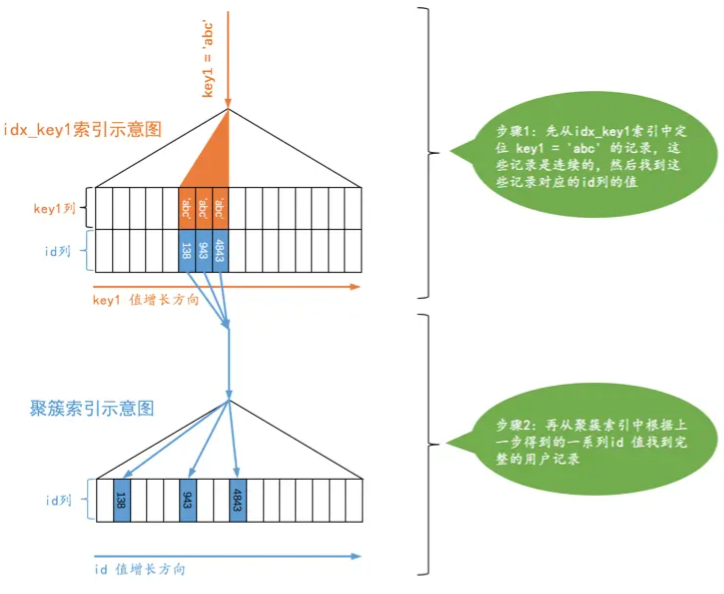 key1 = 'abc'
idx_key1索引示意图
步骤1：先从idx_key1索引中定
位 key1 = 'abc' 的记录，这
些记录是连续的，然后找到这
些记录对应的id列的值
key1列
'abc'
'abc'
'abc'
id列
138
943
4843
key1 值增长方向
聚簇索引示意图
步骤2：再从聚簇索引中根据上
一步得到的一系列id 值找到完
整的用户记录
id列
138
943
4843
id 值增长方向